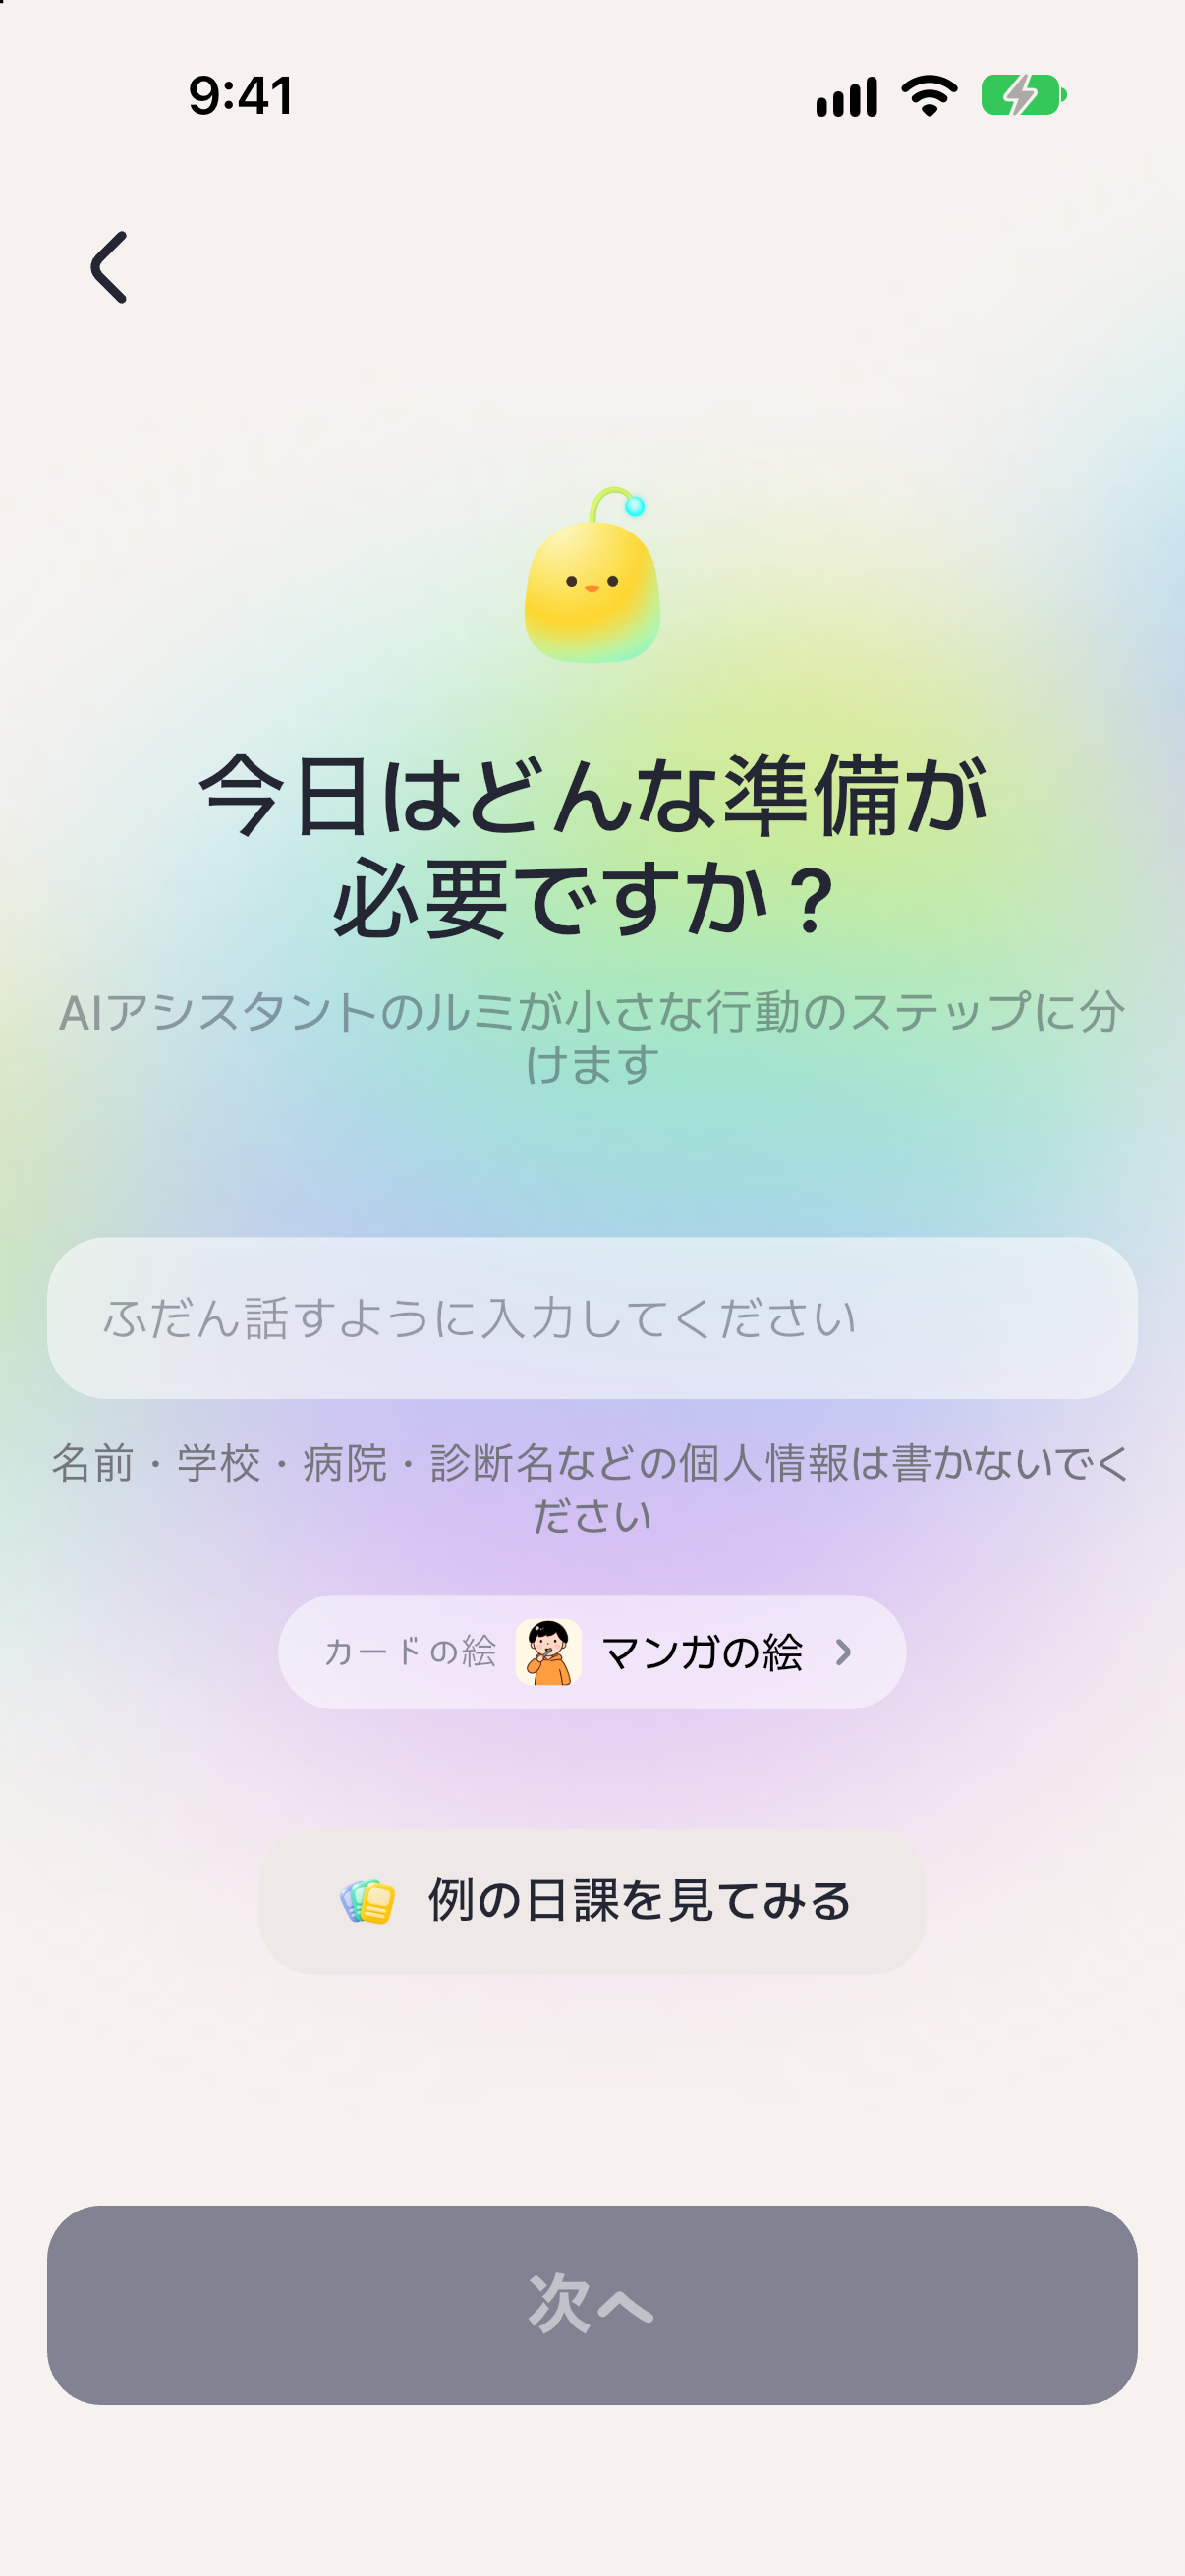 9:41
今日はどんな準備が
必要ですか？
AIアシスタントのルミが小さな行動のステップに分
けます
ふだん話すように入力してください
名前・学校・病院・診断名などの個人情報は書かないでく
ださい
カードの絵 マンガの絵
例の日課を見てみる
次へ